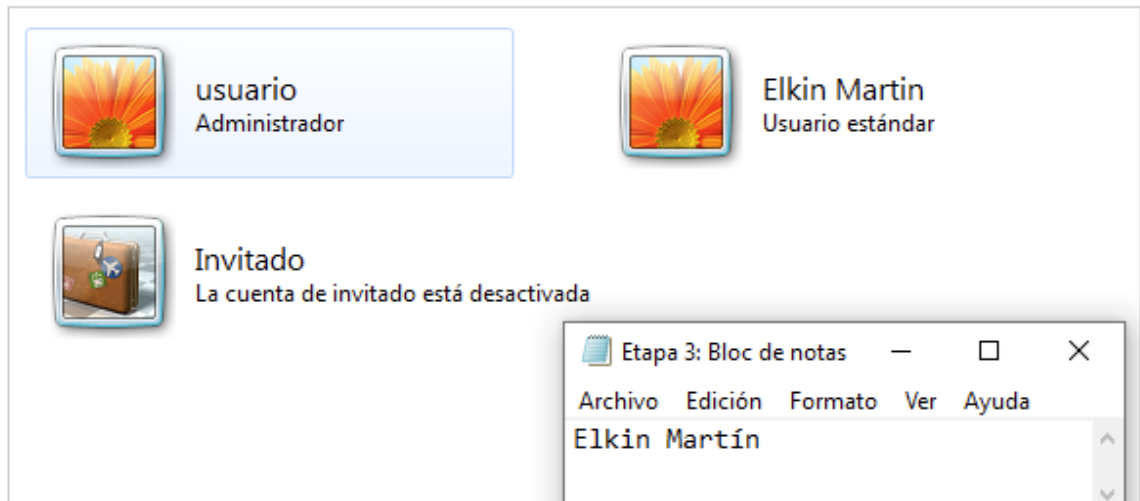 usuario
Administrador
Elkin Martin
Usuario estándar
Invitado
La cuenta de invitado está desactivada
Etapa 3: Bloc de notas
Archivo Edición Formato Ver Ayuda
Elkin Martín